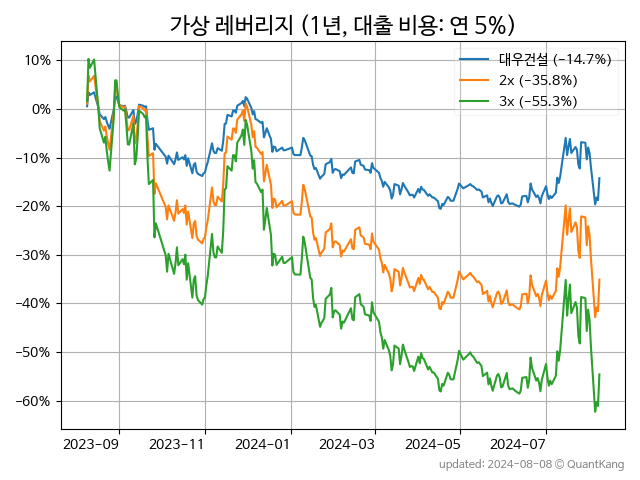 가상 레버리지 (1년, 대출 비용: 연 5%)
대우건설 (−14.7%)
2x (−35.8%)
3x (−55.3%)
10%
0%
−10%
−20%
−30%
−40%
−50%
−60%
2023-09
2023-11
2024-01
2024-03
2024-05
2024-07
updated: 2024-08-08 © QuantKang